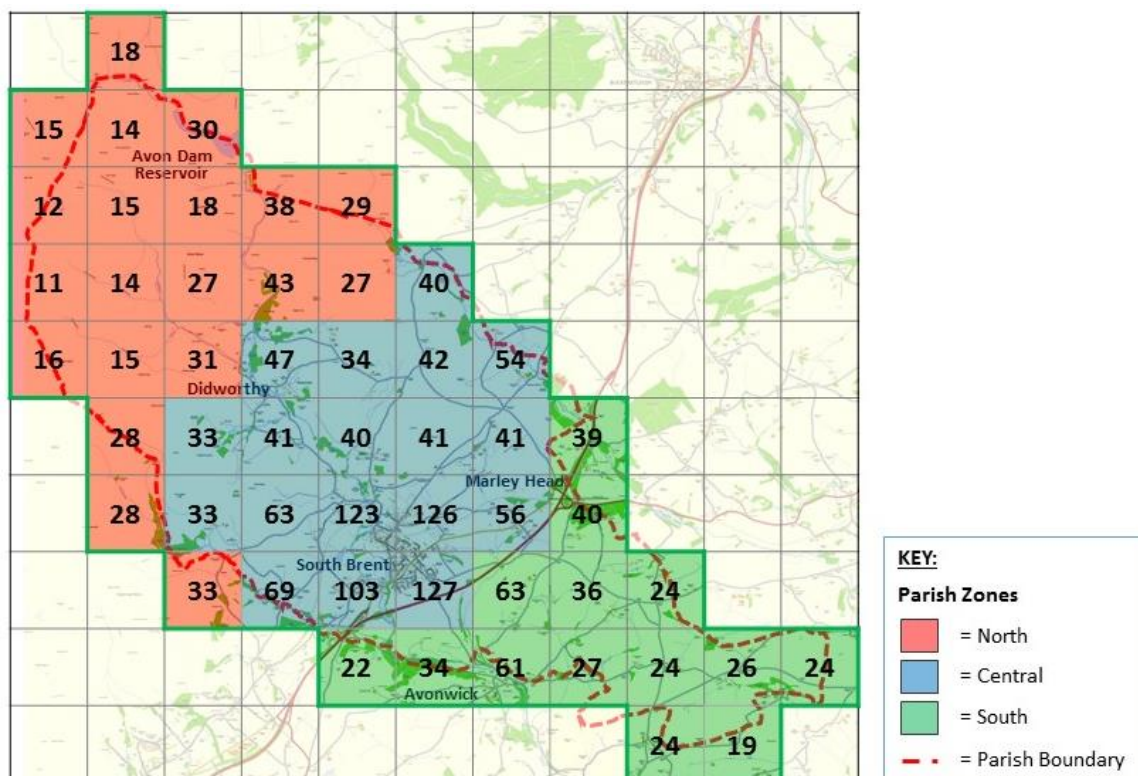 18
15 14 30
Avon Dam
Reservoir
12 15 18 38 29
11 14 27 43 27 40
16 15 31 47 34 42 54
Didworthy
28 33 41 40 41 41 39
Marley Head
28 33 63 123 126 56 40
South Brent
33 69 103 127 63 36 24
22 34 61 27 24 26 24
Avonwick
24 19
KEY:
Parish Zones
= North
= Central
= South
= Parish Boundary